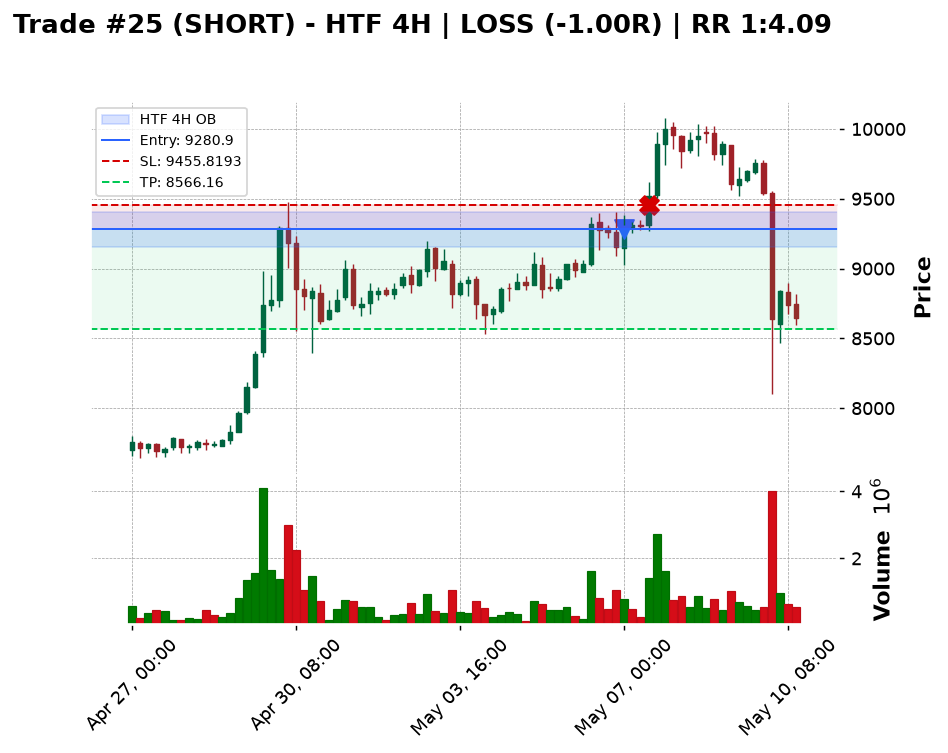 Trade #25 (SHORT) - HTF 4H | LOSS (-1.00R) | RR 1:4.09
HTF 4H OB
Entry: 9280.9
SL: 9455.8193
TP: 8566.16
10000
9500
9000
8500
8000
Price
4
2
Volume 10^6
Apr 27, 00:00
Apr 30, 08:00
May 03, 16:00
May 07, 00:00
May 10, 08:00